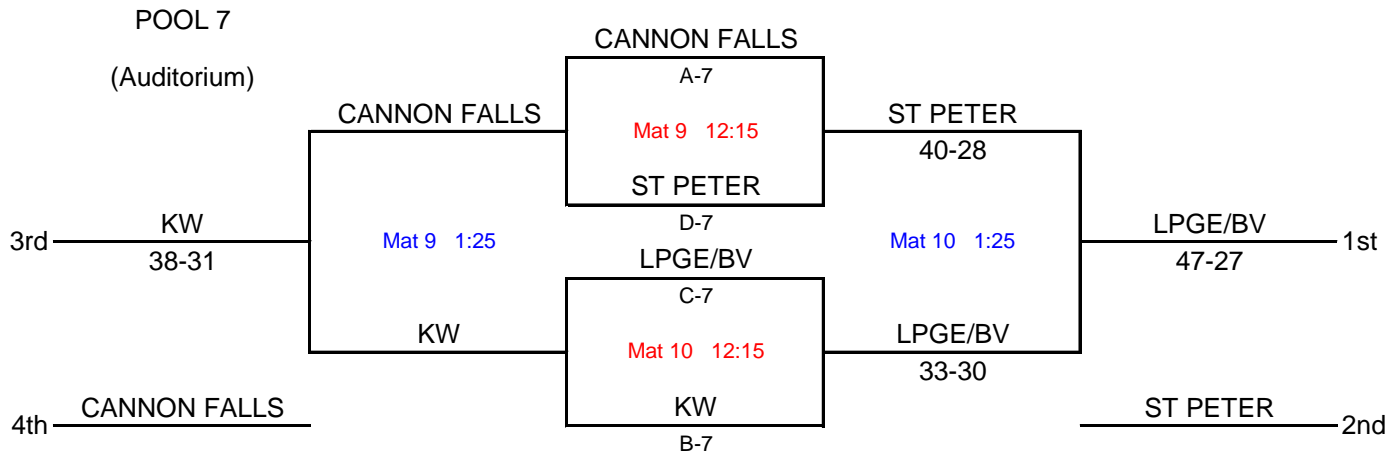 POOL 7
(Auditorium)
CANNON FALLS
A-7
CANNON FALLS
Mat 9 12:15
ST PETER
40-28
ST PETER
D-7
3rd
KW
38-31
Mat 9 1:25
Mat 10 1:25
LPGE/BV
47-27
1st
LPGE/BV
C-7
KW
Mat 10 12:15
LPGE/BV
33-30
4th
CANNON FALLS
KW
B-7
ST PETER
2nd